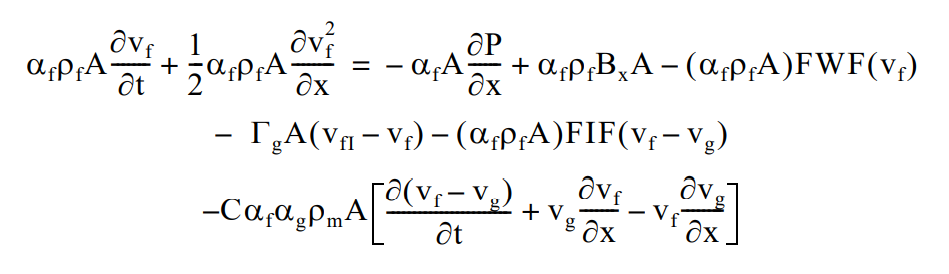 α_f ρ_f A ∂v_f/∂t + 1/2 α_f ρ_f A ∂v_f^2/∂x = − α_f A ∂P/∂x + α_f ρ_f B_x A − (α_f ρ_f A)FWF(v_f)
− Γ_g A(v_fI − v_f) − (α_f ρ_f A)FIF(v_f − v_g)
−Cα_f α_g ρ_m A[∂(v_f − v_g)/∂t + v_g ∂v_f/∂x − v_f ∂v_g/∂x]